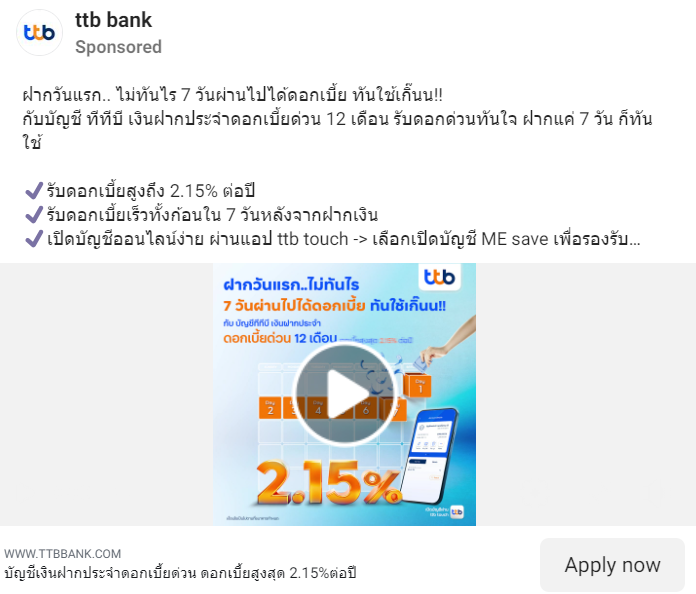 ttb bank
Sponsored
ฝากวันแรก.. ไม่ทันไร 7 วันผ่านไปได้ดอกเบี้ย ทันใช้เกิ๊นน!!
กับบัญชี ทีทีบี เงินฝากประจำดอกเบี้ยด่วน 12 เดือน รับดอกด่วนทันใจ ฝากแค่ 7 วัน ก็ทัน
ใช้
✔รับดอกเบี้ยสูงถึง 2.15% ต่อปี
✔รับดอกเบี้ยเร็วทั้งก้อนใน 7 วันหลังจากฝากเงิน
✔เปิดบัญชีออนไลน์ง่าย ผ่านแอป ttb touch -> เลือกเปิดบัญชี ME save เพื่อรองรับ...
ttb
ฝากวันแรก..ไม่ทันไร
7 วันผ่านไปได้ดอกเบี้ย ทันใช้เกิ๊นน!!
กับ บัญชีทีทีบี เงินฝากประจำ
ดอกเบี้ยด่วน 12 เดือน
Day 1
2 4 6
2.15%
ttb touch
WWW.TTBBANK.COM
บัญชีเงินฝากประจำดอกเบี้ยด่วน ดอกเบี้ยสูงสุด 2.15%ต่อปี
Apply now